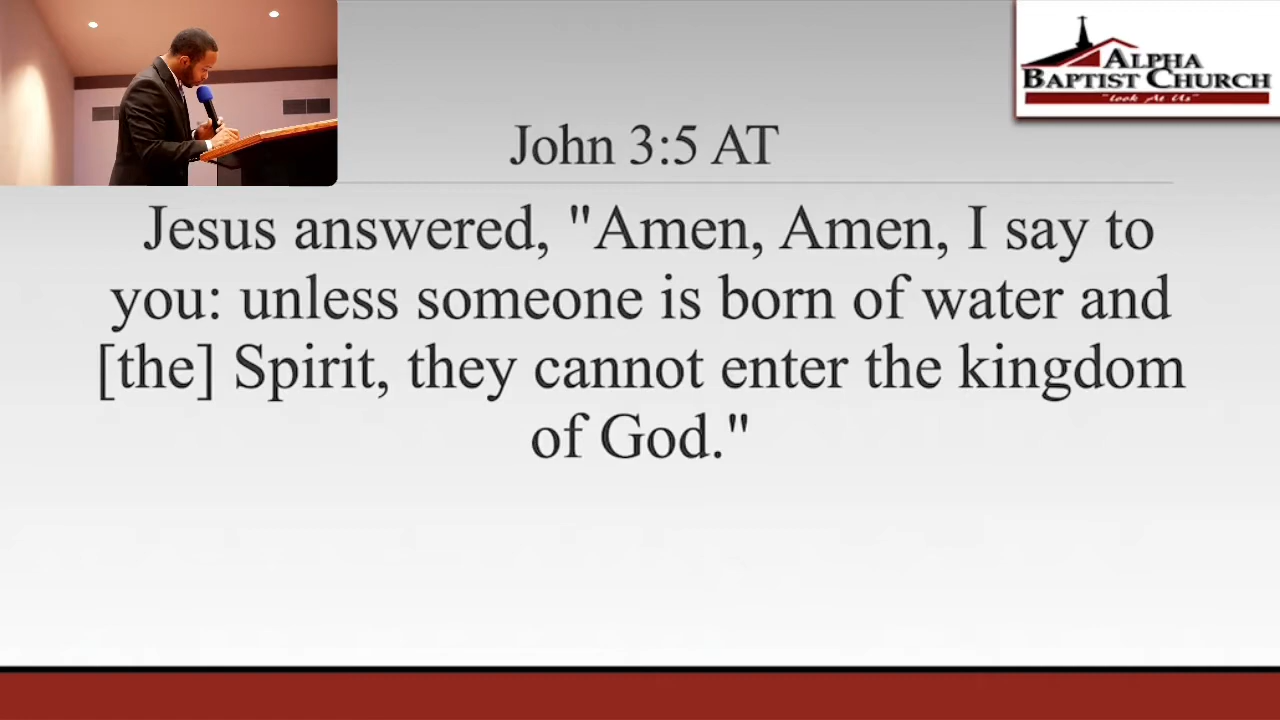 ALPHA
BAPTIST CHURCH
"Look At Us"
John 3:5 AT
Jesus answered, "Amen, Amen, I say to
you: unless someone is born of water and
[the] Spirit, they cannot enter the kingdom
of God."